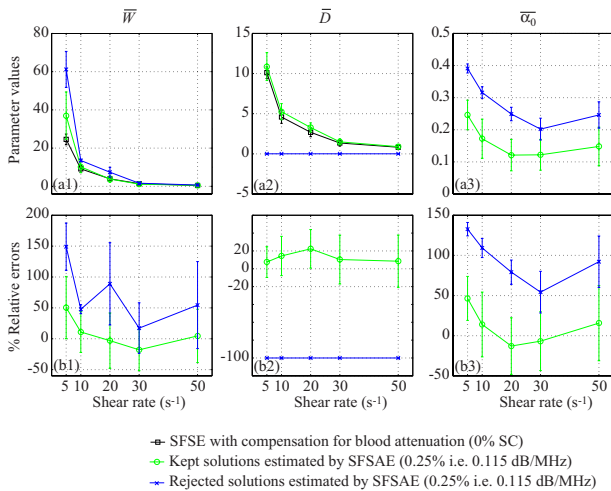 W D α0
Parameter values
80
60
40
20
0
(a1)
15
10
5
0
-5
(a2)
0.5
0.4
0.3
0.2
0.1
0
(a3)
% Relative errors
200
150
100
50
0
-50
(b1)
20
0
-20
-100
(b2)
150
100
50
0
-50
(b3)
5 10 20 30 50
5 10 20 30 50
5 10 20 30 50
Shear rate (s-1) Shear rate (s-1) Shear rate (s-1)
SFSE with compensation for blood attenuation (0% SC)
Kept solutions estimated by SFSAE (0.25% i.e. 0.115 dB/MHz)
Rejected solutions estimated by SFSAE (0.25% i.e. 0.115 dB/MHz)